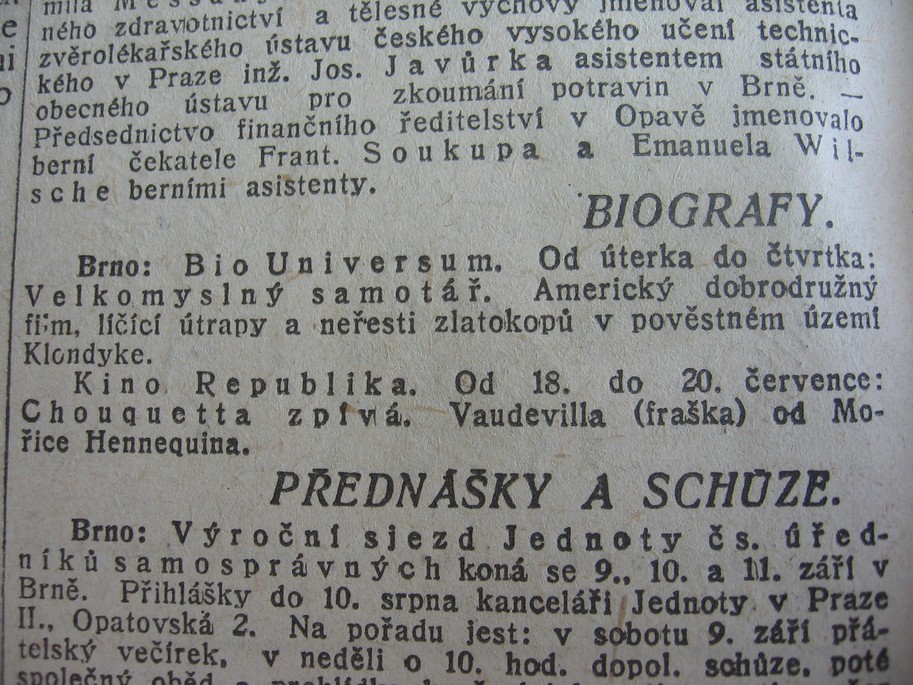 ného zdravotnictví a tělesné výchovy jmenoval asistenta
zvěrolékařského ústavu českého vysokého učení technic-
kého v Praze inž. Jos. Javůrka asistentem státního
obecného ústavu pro zkoumání potravin v Brně. —
Předsednictvo finančního ředitelství v Opavě jmenovalo
berní čekatele Frant. Soukupa a Emanuela Wil-
sche berními asistenty.
BIOGRAFY.
Brno: Bio Universum. Od úterka do čtvrtka:
Velkomyslný samotář. Americký dobrodružný
film, líčící útrapy a neřesti zlatokopů v pověstném území
Klondyke.
Kino Republika. Od 18. do 20. července:
Chouquetta zpívá. Vaudevilla (fraška) od Mo-
řice Hennequina.
PŘEDNÁŠKY A SCHŮZE.
Brno: Výroční sjezd Jednoty čs. úřed-
níků samosprávných koná se 9., 10. a 11. září v
Brně. Přihlášky do 10. srpna kanceláři Jednoty v Praze
II., Opatovská 2. Na pořadu jest: v sobotu 9. září přá-
telský večírek, v neděli o 10. hod. dopol. schůze, poté
společný oběd a